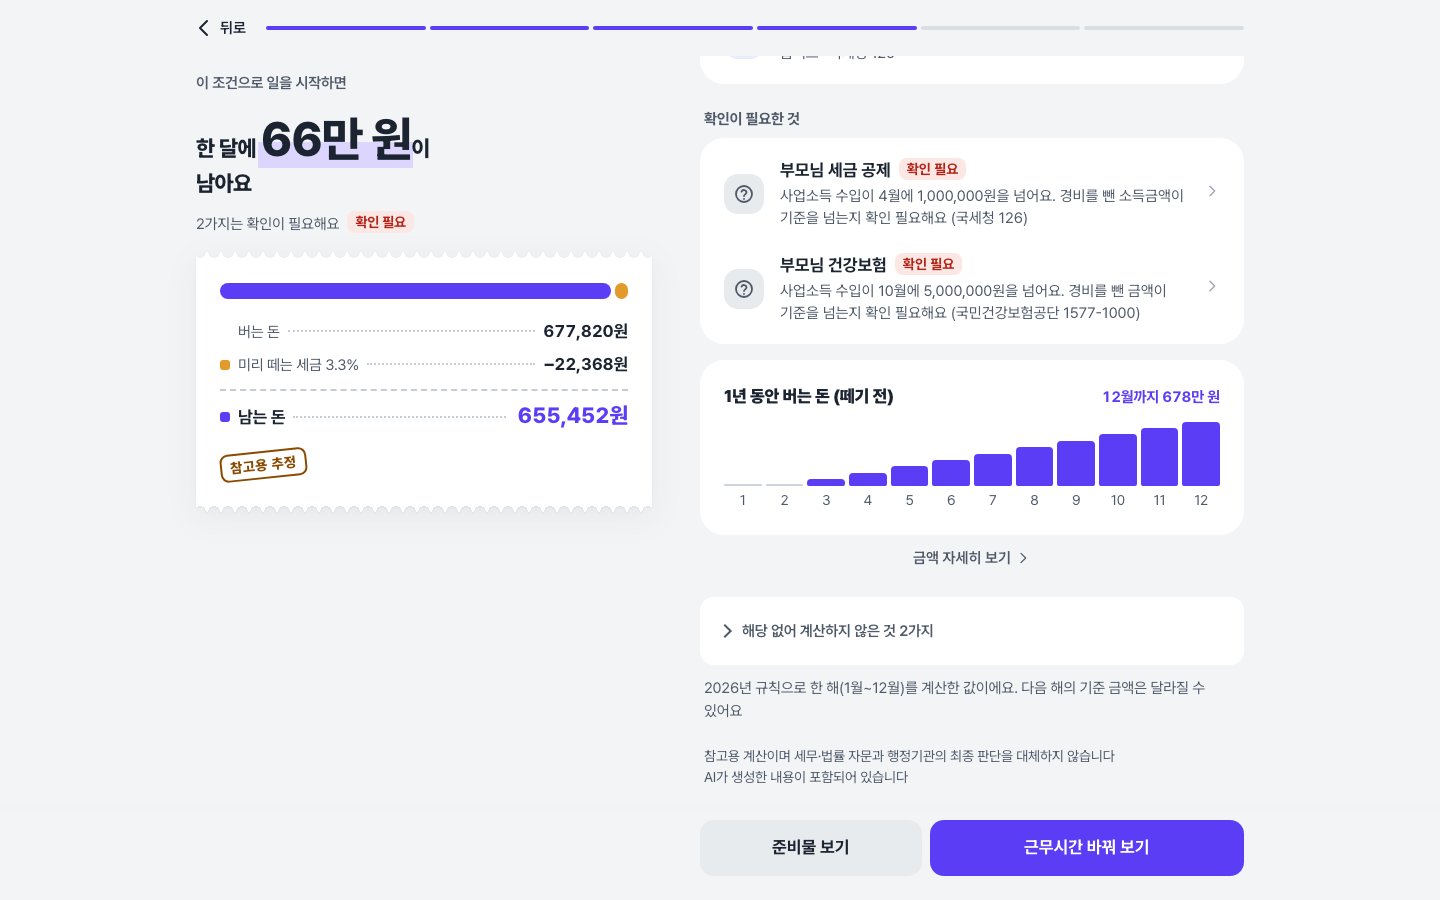 뒤로
이 조건으로 일을 시작하면
한 달에 66만 원이
남아요
2가지는 확인이 필요해요 확인 필요
버는 돈 677,820원
미리 떼는 세금 3.3% −22,368원
남는 돈 655,452원
참고용 추정
확인이 필요한 것
부모님 세금 공제 확인 필요
사업소득 수입이 4월에 1,000,000원을 넘어요. 경비를 뺀 소득금액이
기준을 넘는지 확인 필요해요 (국세청 126)
부모님 건강보험 확인 필요
사업소득 수입이 10월에 5,000,000원을 넘어요. 경비를 뺀 금액이
기준을 넘는지 확인 필요해요 (국민건강보험공단 1577-1000)
1년 동안 버는 돈 (떼기 전) 12월까지 678만 원
1 2 3 4 5 6 7 8 9 10 11 12
금액 자세히 보기
해당 없어 계산하지 않은 것 2가지
2026년 규칙으로 한 해(1월~12월)를 계산한 값이에요. 다음 해의 기준 금액은 달라질 수
있어요
참고용 계산이며 세무·법률 자문과 행정기관의 최종 판단을 대체하지 않습니다
AI가 생성한 내용이 포함되어 있습니다
준비물 보기 근무시간 바꿔 보기